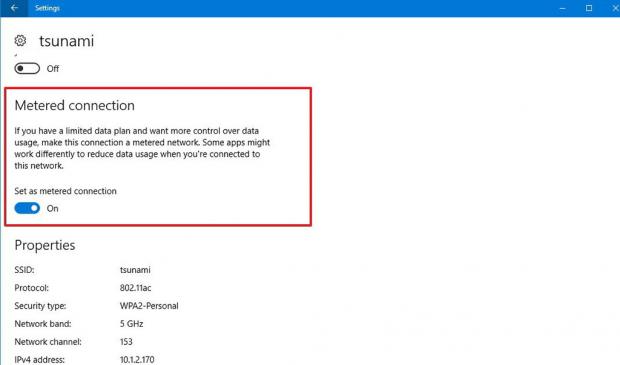 Settings
tsunami
Off
Metered connection
If you have a limited data plan and want more control over data
usage, make this connection a metered network. Some apps might
work differently to reduce data usage when you're connected to
this network.
Set as metered connection
On
Properties
SSID: tsunami
Protocol: 802.11ac
Security type: WPA2-Personal
Network band: 5 GHz
Network channel: 153
IPv4 address: 10.1.2.170